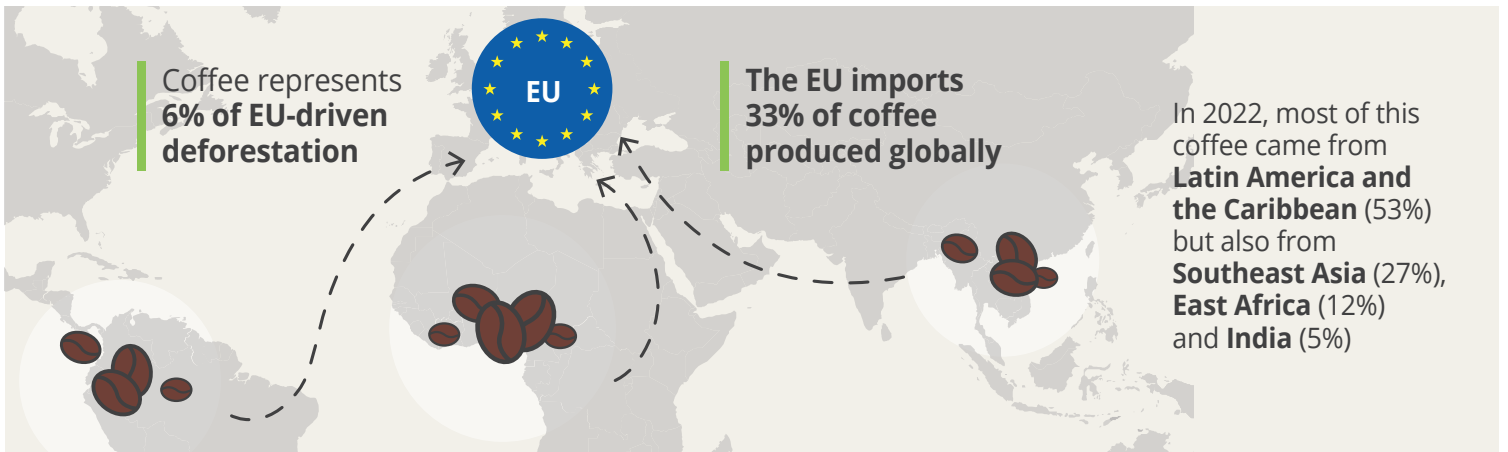 Coffee represents
6% of EU-driven
deforestation
EU
The EU imports
33% of coffee
produced globally
In 2022, most of this
coffee came from
Latin America and
the Caribbean (53%)
but also from
Southeast Asia (27%),
East Africa (12%)
and India (5%)